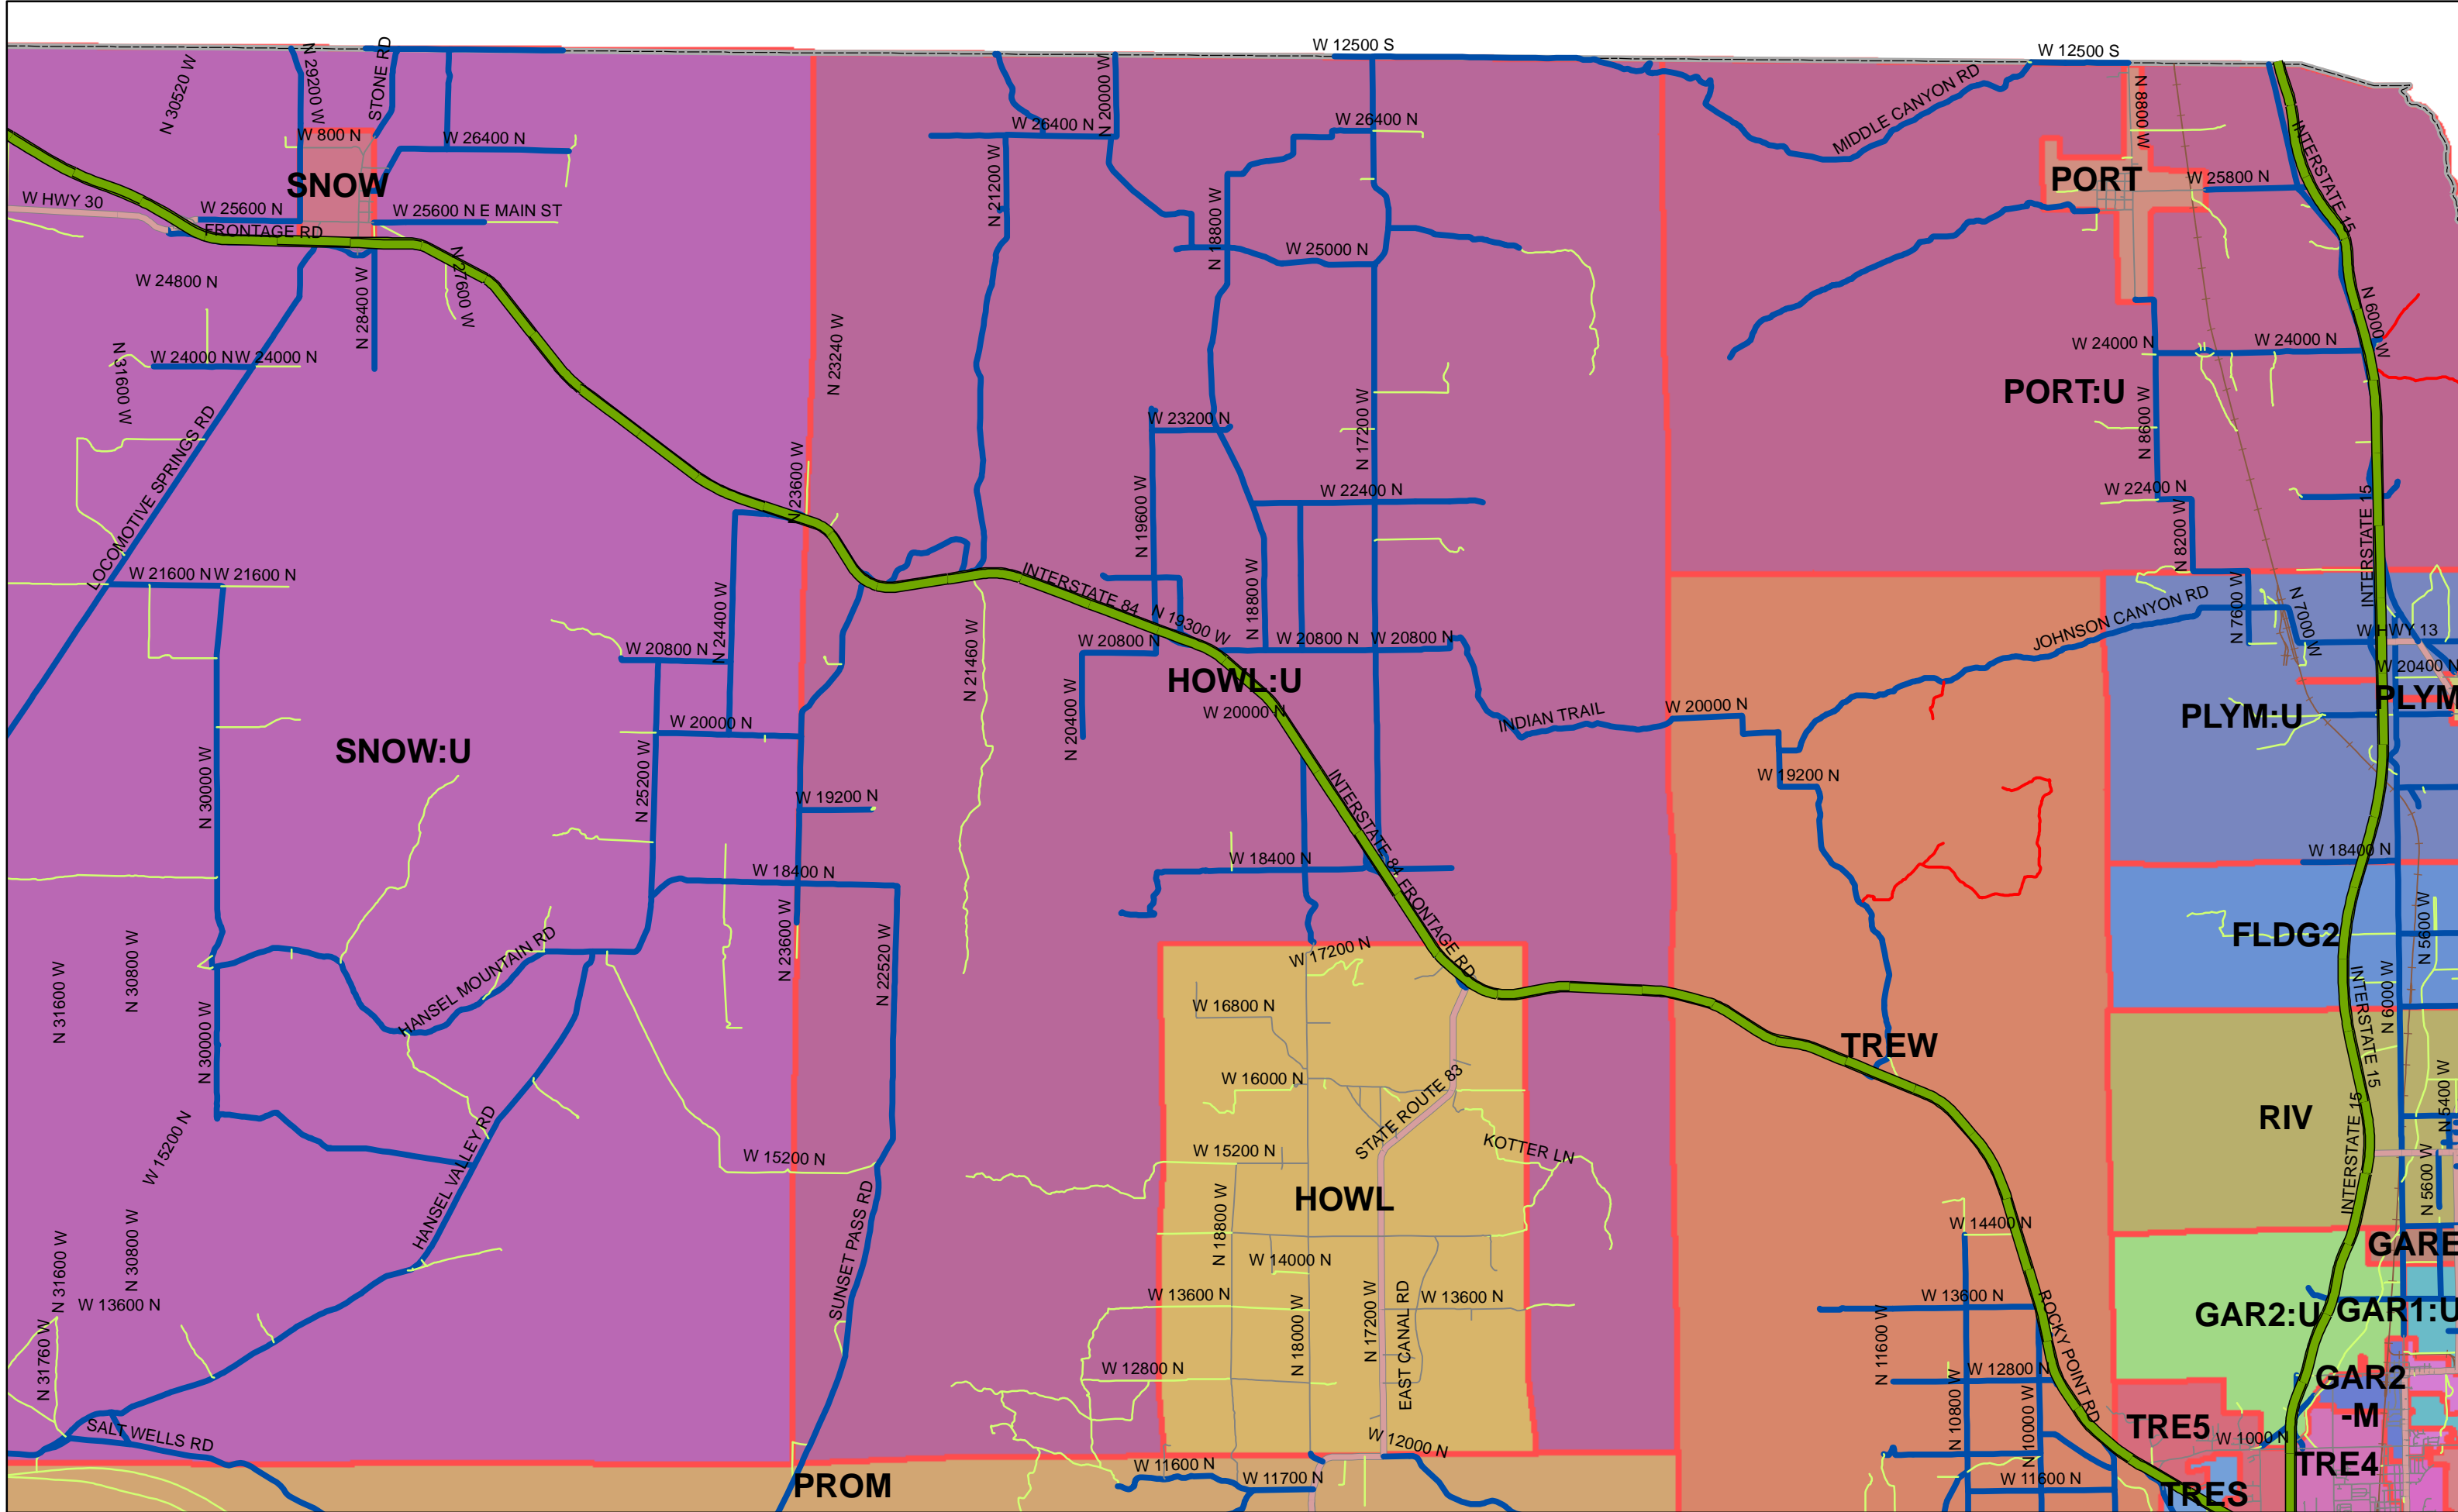 W 12500 S
W 12500 S
N 30520 W
N 29200 W
STONE RD
W 800 N
W 26400 N
SNOW
W HWY 30
W 25600 N
W 25600 N E MAIN ST
FRONTAGE RD
N 27600 W
W 24800 N
N 28400 W
N 31600 W
W 24000 N
W 24000 N
LOCOMOTIVE SPRINGS RD
W 21600 N
W 21600 N
N 23240 W
N 23600 W
N 24400 W
W 20800 N
W 20000 N
SNOW:U
N 30000 W
N 25200 W
W 19200 N
W 18400 N
N 23600 W
N 22520 W
HANSEL MOUNTAIN RD
N 31600 W
N 30800 W
N 30000 W
W 15200 N
HANSEL VALLEY RD
W 15200 N
N 31600 W
N 30800 W
W 13600 N
N 31760 W
SALT WELLS RD
SUNSET PASS RD
PROM
N 20000 W
W 26400 N
N 21200 W
W 26400 N
N 18800 W
W 25000 N
N 17200 W
W 23200 N
N 19600 W
W 22400 N
INTERSTATE 84
N 19300 W
N 18800 W
W 20800 N
W 20800 N
W 20800 N
N 21460 W
HOWL:U
N 20400 W
W 20000 N
INDIAN TRAIL
INTERSTATE 84
FRONTAGE RD
W 18400 N
W 17200 N
W 16800 N
W 16000 N
STATE ROUTE 83
W 15200 N
KOTTER LN
HOWL
N 18800 W
W 14000 N
W 13600 N
W 13600 N
N 18000 W
N 17200 W
EAST CANAL RD
W 12800 N
W 12000 N
W 11600 N
W 11700 N
MIDDLE CANYON RD
N 8800 W
PORT
W 25800 N
INTERSTATE 15
N 6000 W
W 24000 N
W 24000 N
PORT:U
N 8600 W
W 22400 N
N 8200 W
INTERSTATE 15
JOHNSON CANYON RD
N 7600 W
N 7000 W
W HWY 13
W 20400 N
PLYM
PLYM:U
W 20000 N
W 19200 N
W 18400 N
FLDG2
N 5600 W
N 6000 W
INTERSTATE 15
TREW
RIV
N 5400 W
INTERSTATE 15
N 5600 W
W 14400 N
GARE
W 13600 N
GAR2:U
GAR1:U
N 11600 W
ROCKY POINT RD
W 12800 N
GAR2
-M
N 10800 W
N 10000 W
TRE5
W 1000 N
TRE4
W 11600 N
TRES